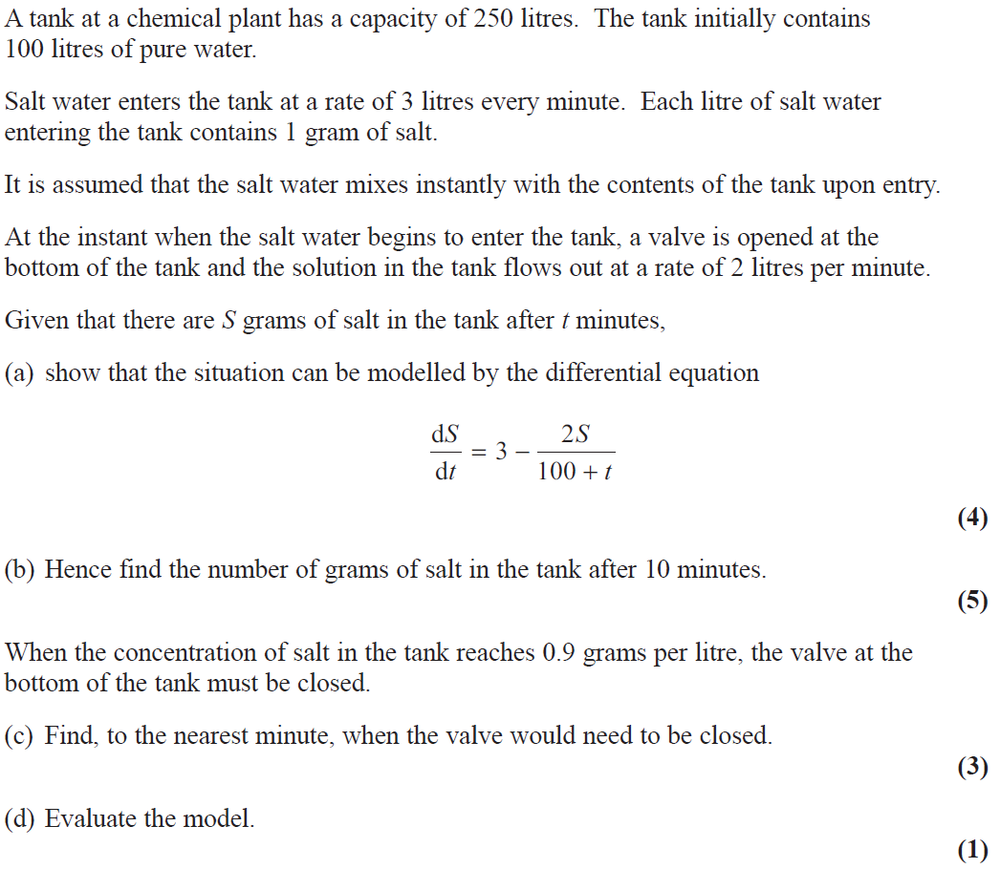 A tank at a chemical plant has a capacity of 250 litres. The tank initially contains
100 litres of pure water.
Salt water enters the tank at a rate of 3 litres every minute. Each litre of salt water
entering the tank contains 1 gram of salt.
It is assumed that the salt water mixes instantly with the contents of the tank upon entry.
At the instant when the salt water begins to enter the tank, a valve is opened at the
bottom of the tank and the solution in the tank flows out at a rate of 2 litres per minute.
Given that there are S grams of salt in the tank after t minutes,
(a) show that the situation can be modelled by the differential equation
dS/dt = 3 − 2S/(100 + t)
(4)
(b) Hence find the number of grams of salt in the tank after 10 minutes.
(5)
When the concentration of salt in the tank reaches 0.9 grams per litre, the valve at the
bottom of the tank must be closed.
(c) Find, to the nearest minute, when the valve would need to be closed.
(3)
(d) Evaluate the model.
(1)